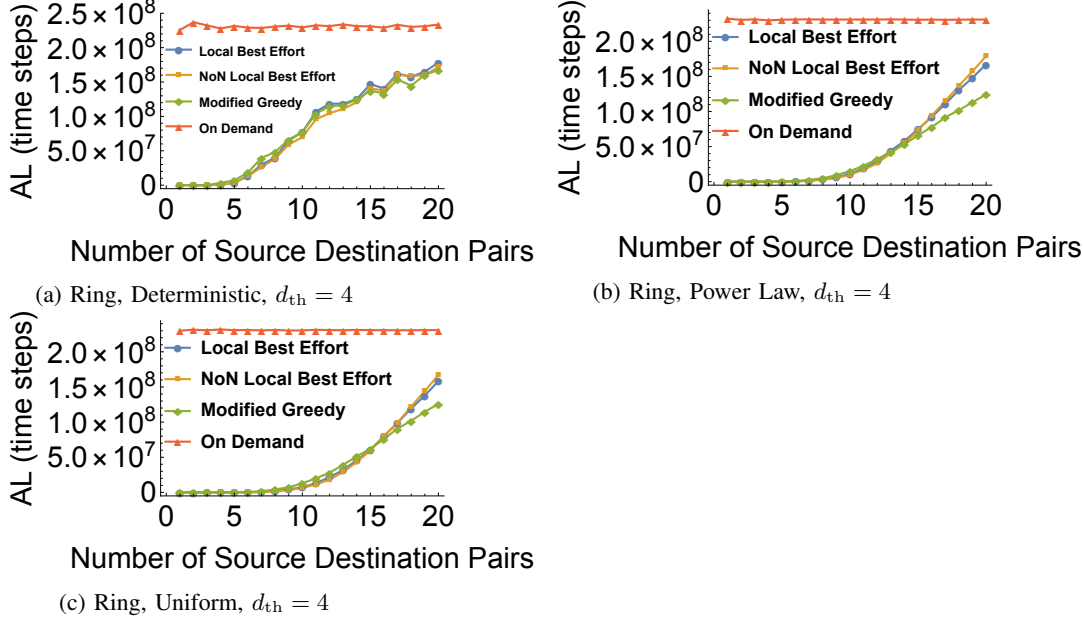 AL (time steps)
2.5 × 10^8
2.0 × 10^8
1.5 × 10^8
1.0 × 10^8
5.0 × 10^7
0
Local Best Effort
NoN Local Best Effort
Modified Greedy
On Demand
0 5 10 15 20
Number of Source Destination Pairs
(a) Ring, Deterministic, d_th = 4
AL (time steps)
2.0 × 10^8
1.5 × 10^8
1.0 × 10^8
5.0 × 10^7
0
Local Best Effort
NoN Local Best Effort
Modified Greedy
On Demand
0 5 10 15 20
Number of Source Destination Pairs
(b) Ring, Power Law, d_th = 4
AL (time steps)
2.0 × 10^8
1.5 × 10^8
1.0 × 10^8
5.0 × 10^7
0
Local Best Effort
NoN Local Best Effort
Modified Greedy
On Demand
0 5 10 15 20
Number of Source Destination Pairs
(c) Ring, Uniform, d_th = 4